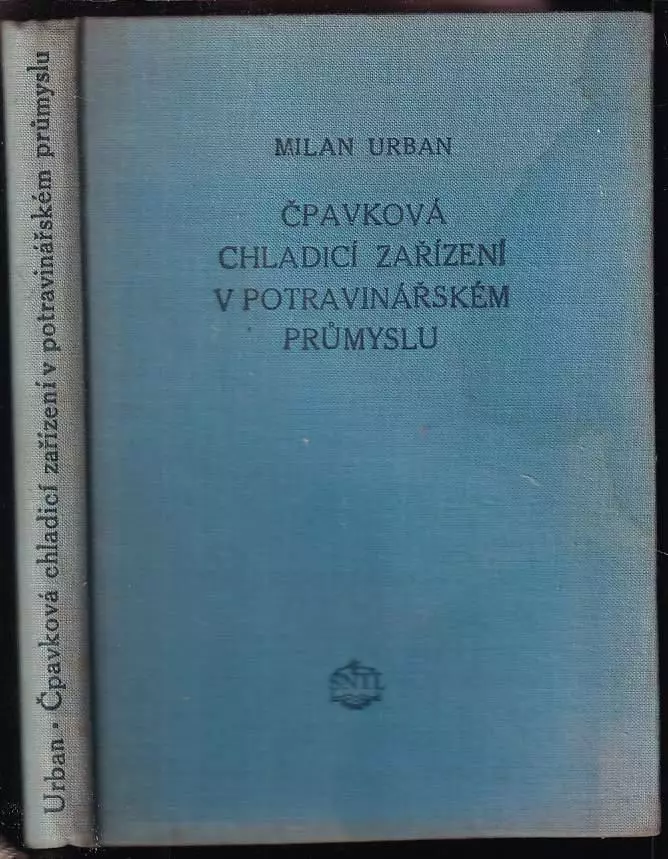 Urban · Čpavková chladicí zařízení v potravinářském průmyslu
MILAN URBAN
ČPAVKOVÁ
CHLADICÍ ZAŘÍZENÍ
V POTRAVINÁŘSKÉM
PRŮMYSLU
SNTL